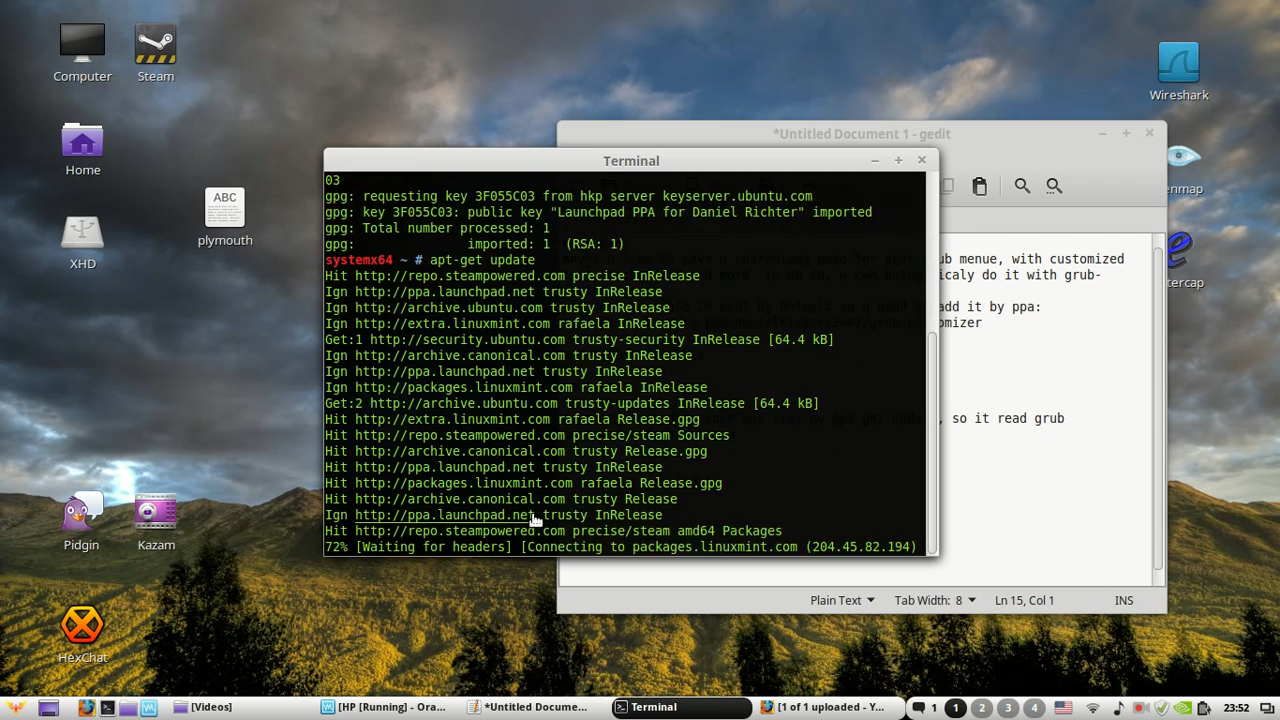 Computer
Steam
Wireshark
Home
plymouth
ABC
XHD
enmap
tercap
Pidgin
Kazam
HexChat
*Untitled Document 1 - gedit
ub menue, with customized
icaly do it with grub-
add it by ppa:
omizer
, so it read grub
Plain Text
Tab Width: 8
Ln 15, Col 1
INS
Terminal
03
gpg: requesting key 3F055C03 from hkp server keyserver.ubuntu.com
gpg: key 3F055C03: public key "Launchpad PPA for Daniel Richter" imported
gpg: Total number processed: 1
gpg: imported: 1 (RSA: 1)
systemx64 ~ # apt-get update
Hit http://repo.steampowered.com precise InRelease
Ign http://ppa.launchpad.net trusty InRelease
Ign http://archive.ubuntu.com trusty InRelease
Ign http://extra.linuxmint.com rafaela InRelease
Get:1 http://security.ubuntu.com trusty-security InRelease [64.4 kB]
Ign http://archive.canonical.com trusty InRelease
Ign http://ppa.launchpad.net trusty InRelease
Ign http://packages.linuxmint.com rafaela InRelease
Get:2 http://archive.ubuntu.com trusty-updates InRelease [64.4 kB]
Hit http://extra.linuxmint.com rafaela Release.gpg
Hit http://repo.steampowered.com precise/steam Sources
Hit http://archive.canonical.com trusty Release.gpg
Hit http://ppa.launchpad.net trusty InRelease
Hit http://packages.linuxmint.com rafaela Release.gpg
Hit http://archive.canonical.com trusty Release
Ign http://ppa.launchpad.net trusty InRelease
Hit http://repo.steampowered.com precise/steam amd64 Packages
72% [Waiting for headers] [Connecting to packages.linuxmint.com (204.45.82.194)
[Videos]
[HP [Running] - Ora...
*Untitled Docume...
Terminal
[1 of 1 uploaded - Y...
1
1
2
3
4
23:52